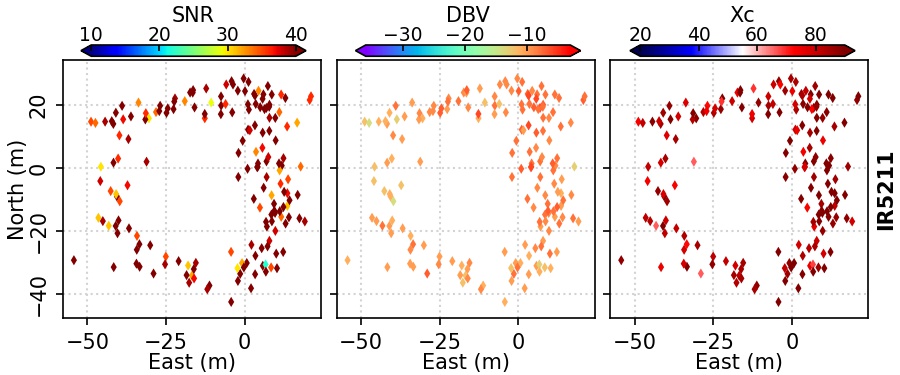 SNR DBV Xc
10 20 30 40 −30 −20 −10 20 40 60 80
20
0
−20
−40
North (m)
IR5211
−50 −25 0 −50 −25 0 −50 −25 0
East (m) East (m) East (m)